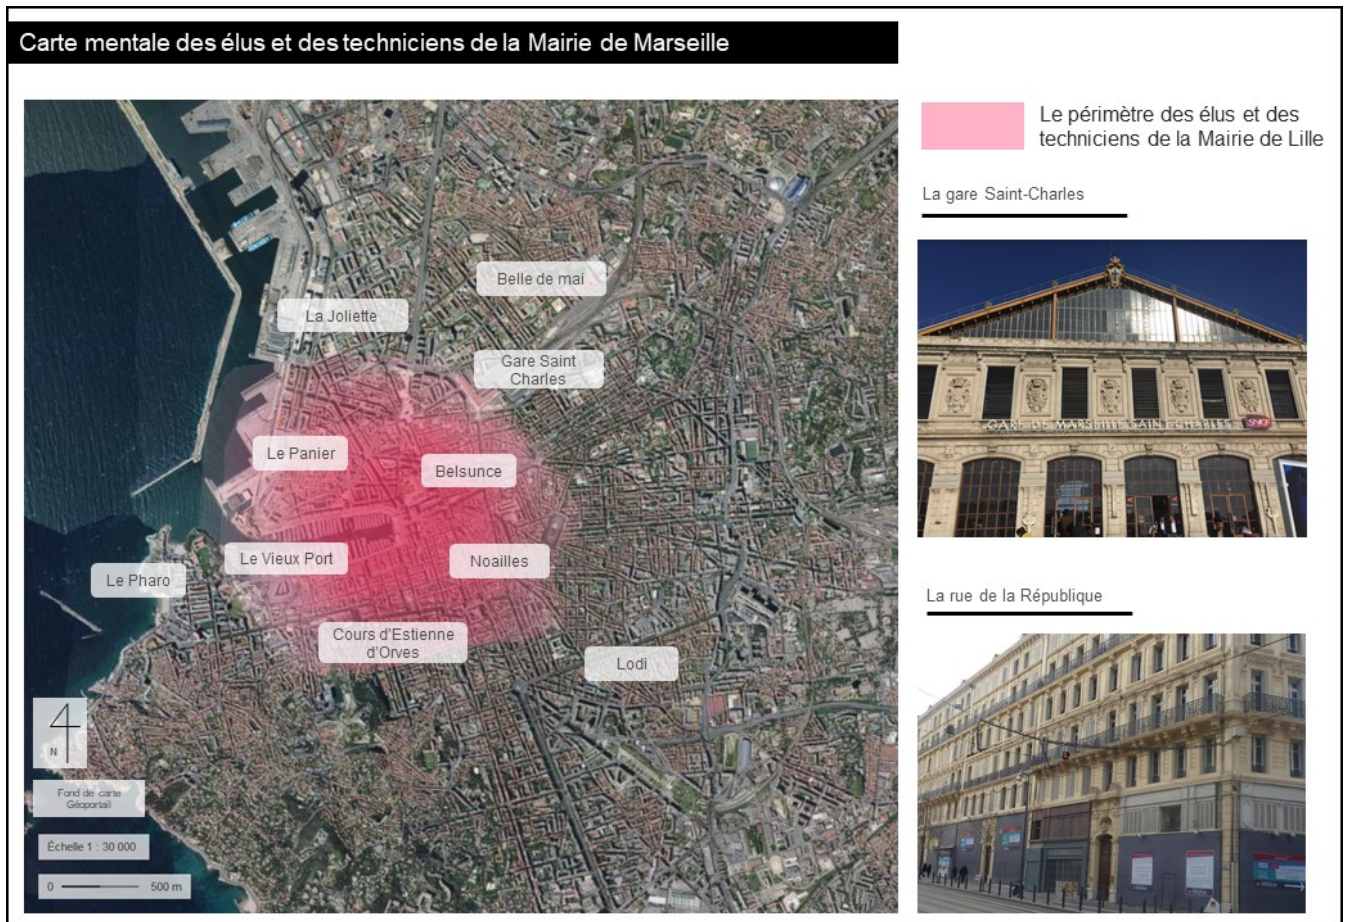 Carte mentale des élus et des techniciens de la Mairie de Marseille
Le périmètre des élus et des
techniciens de la Mairie de Lille
La gare Saint-Charles
Belle de mai
La Joliette
Gare Saint
Charles
Le Panier
Belsunce
Le Vieux Port
Noailles
Le Pharo
Cours d'Estienne
d'Orves
Lodi
N
Fond de carte
Géoportail
Échelle 1 : 30 000
0
500 m
GARE DE MARSEILLE SAINT CHARLES
SNCF
La rue de la République